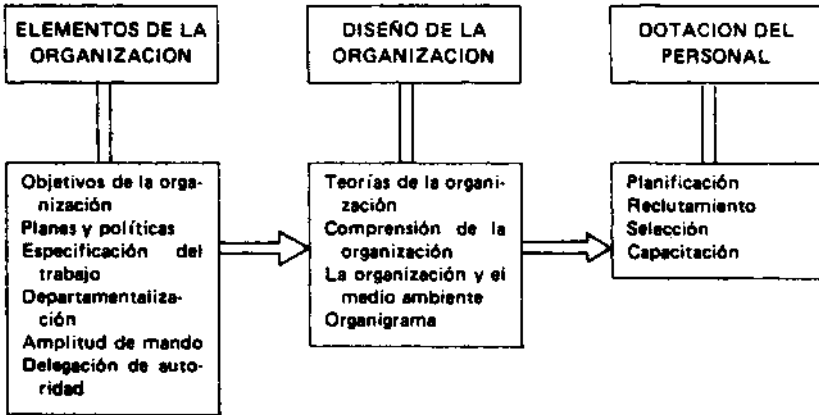 ELEMENTOS DE LA
ORGANIZACION
DISEÑO DE LA
ORGANIZACION
DOTACION DEL
PERSONAL
Objetivos de la orga-
nización
Planes y políticas
Especificación del
trabajo
Departamentaliza-
ción
Amplitud de mando
Delegación de auto-
ridad
Teorías de la organi-
zación
Comprensión de la
organización
La organización y el
medio ambiente
Organigrama
Planificación
Reclutamiento
Selección
Capacitación